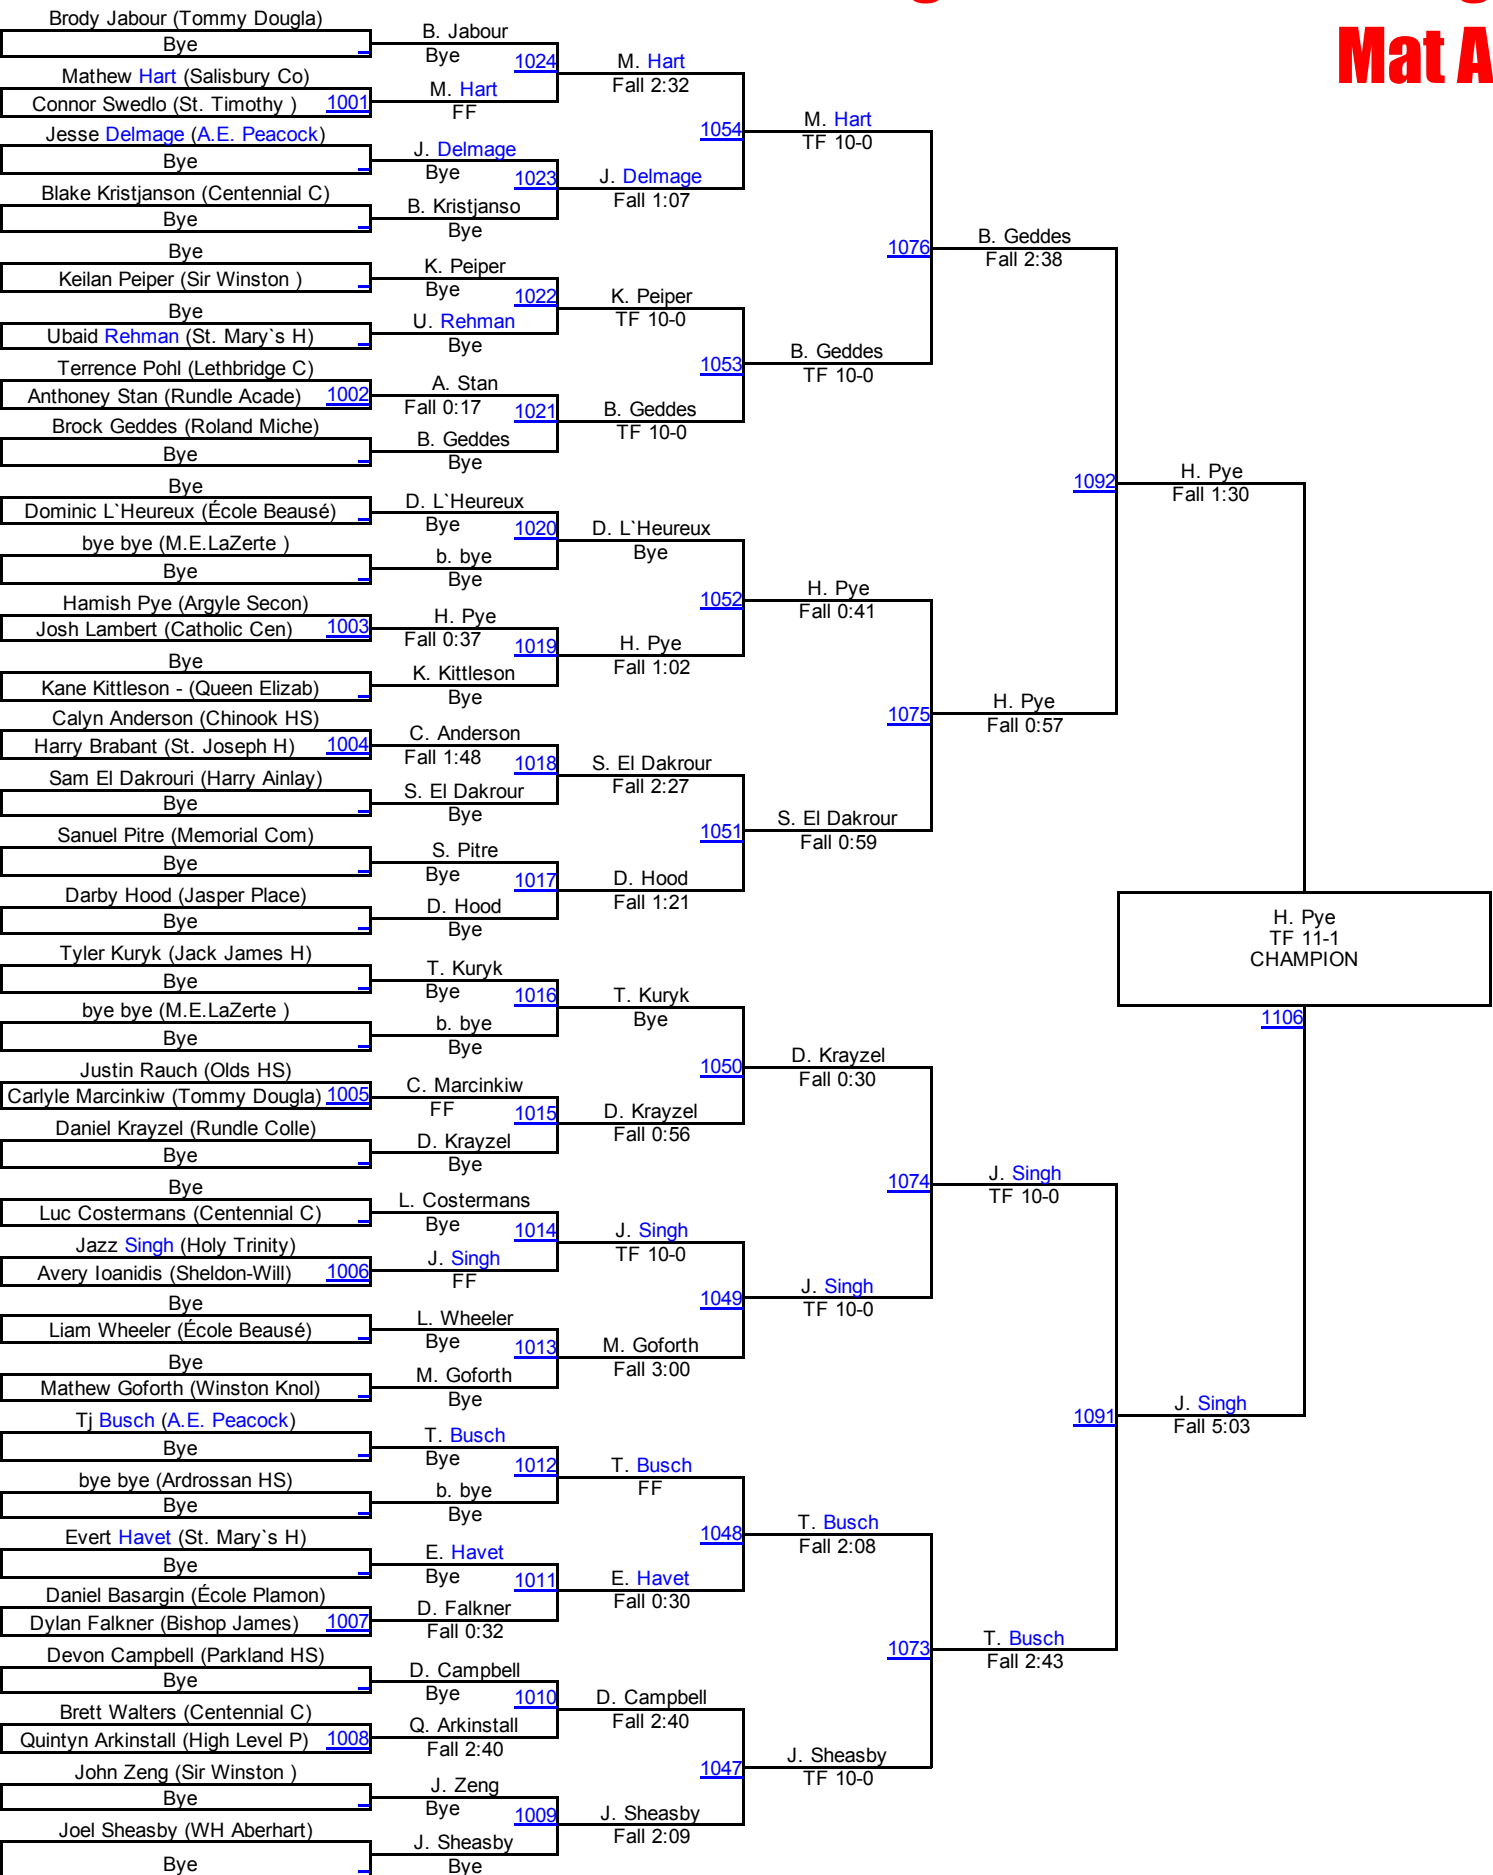 Mat A
Brody Jabour (Tommy Dougla)
Bye
Mathew Hart (Salisbury Co)
Connor Swedlo (St. Timothy ) 1001
Jesse Delmage (A.E. Peacock)
Bye
Blake Kristjanson (Centennial C)
Bye
Bye
Keilan Peiper (Sir Winston )
Bye
Ubaid Rehman (St. Mary`s H)
Terrence Pohl (Lethbridge C)
Anthoney Stan (Rundle Acade) 1002
Brock Geddes (Roland Miche)
Bye
Bye
Dominic L`Heureux (École Beausé)
bye bye (M.E.LaZerte )
Bye
Hamish Pye (Argyle Secon)
Josh Lambert (Catholic Cen) 1003
Bye
Kane Kittleson - (Queen Elizab)
Calyn Anderson (Chinook HS)
Harry Brabant (St. Joseph H) 1004
Sam El Dakrouri (Harry Ainlay)
Bye
Sanuel Pitre (Memorial Com)
Bye
Darby Hood (Jasper Place)
Bye
Tyler Kuryk (Jack James H)
Bye
bye bye (M.E.LaZerte )
Bye
Justin Rauch (Olds HS)
Carlyle Marcinkiw (Tommy Dougla) 1005
Daniel Krayzel (Rundle Colle)
Bye
Bye
Luc Costermans (Centennial C)
Jazz Singh (Holy Trinity)
Avery Ioanidis (Sheldon-Will) 1006
Bye
Liam Wheeler (École Beausé)
Bye
Mathew Goforth (Winston Knol)
Tj Busch (A.E. Peacock)
Bye
bye bye (Ardrossan HS)
Bye
Evert Havet (St. Mary`s H)
Bye
Daniel Basargin (École Plamon)
Dylan Falkner (Bishop James) 1007
Devon Campbell (Parkland HS)
Bye
Brett Walters (Centennial C)
Quintyn Arkinstall (High Level P) 1008
John Zeng (Sir Winston )
Bye
Joel Sheasby (WH Aberhart)
Bye
B. Jabour
Bye
1024
M. Hart
FF
J. Delmage
Bye
1023
B. Kristjanso
Bye
K. Peiper
Bye
1022
U. Rehman
Bye
A. Stan
Fall 0:17
1021
B. Geddes
Bye
D. L`Heureux
Bye
1020
b. bye
Bye
H. Pye
Fall 0:37
1019
K. Kittleson
Bye
C. Anderson
Fall 1:48
1018
S. El Dakrour
Bye
S. Pitre
Bye
1017
D. Hood
Bye
T. Kuryk
Bye
1016
b. bye
Bye
C. Marcinkiw
FF
1015
D. Krayzel
Bye
L. Costermans
Bye
1014
J. Singh
FF
L. Wheeler
Bye
1013
M. Goforth
Bye
T. Busch
Bye
1012
b. bye
Bye
E. Havet
Bye
1011
D. Falkner
Fall 0:32
D. Campbell
Bye
1010
Q. Arkinstall
Fall 2:40
J. Zeng
Bye
1009
J. Sheasby
Bye
M. Hart
Fall 2:32
1054
J. Delmage
Fall 1:07
K. Peiper
TF 10-0
1053
B. Geddes
TF 10-0
D. L`Heureux
Bye
1052
H. Pye
Fall 1:02
S. El Dakrour
Fall 2:27
1051
D. Hood
Fall 1:21
T. Kuryk
Bye
1050
D. Krayzel
Fall 0:56
J. Singh
TF 10-0
1049
M. Goforth
Fall 3:00
T. Busch
FF
1048
E. Havet
Fall 0:30
D. Campbell
Fall 2:40
1047
J. Sheasby
Fall 2:09
M. Hart
TF 10-0
1076
B. Geddes
TF 10-0
H. Pye
Fall 0:41
1075
S. El Dakrour
Fall 0:59
D. Krayzel
Fall 0:30
1074
J. Singh
TF 10-0
T. Busch
Fall 2:08
1073
J. Sheasby
TF 10-0
B. Geddes
Fall 2:38
1092
H. Pye
Fall 0:57
J. Singh
TF 10-0
1091
T. Busch
Fall 2:43
H. Pye
Fall 1:30
J. Singh
Fall 5:03
H. Pye
TF 11-1
CHAMPION
1106